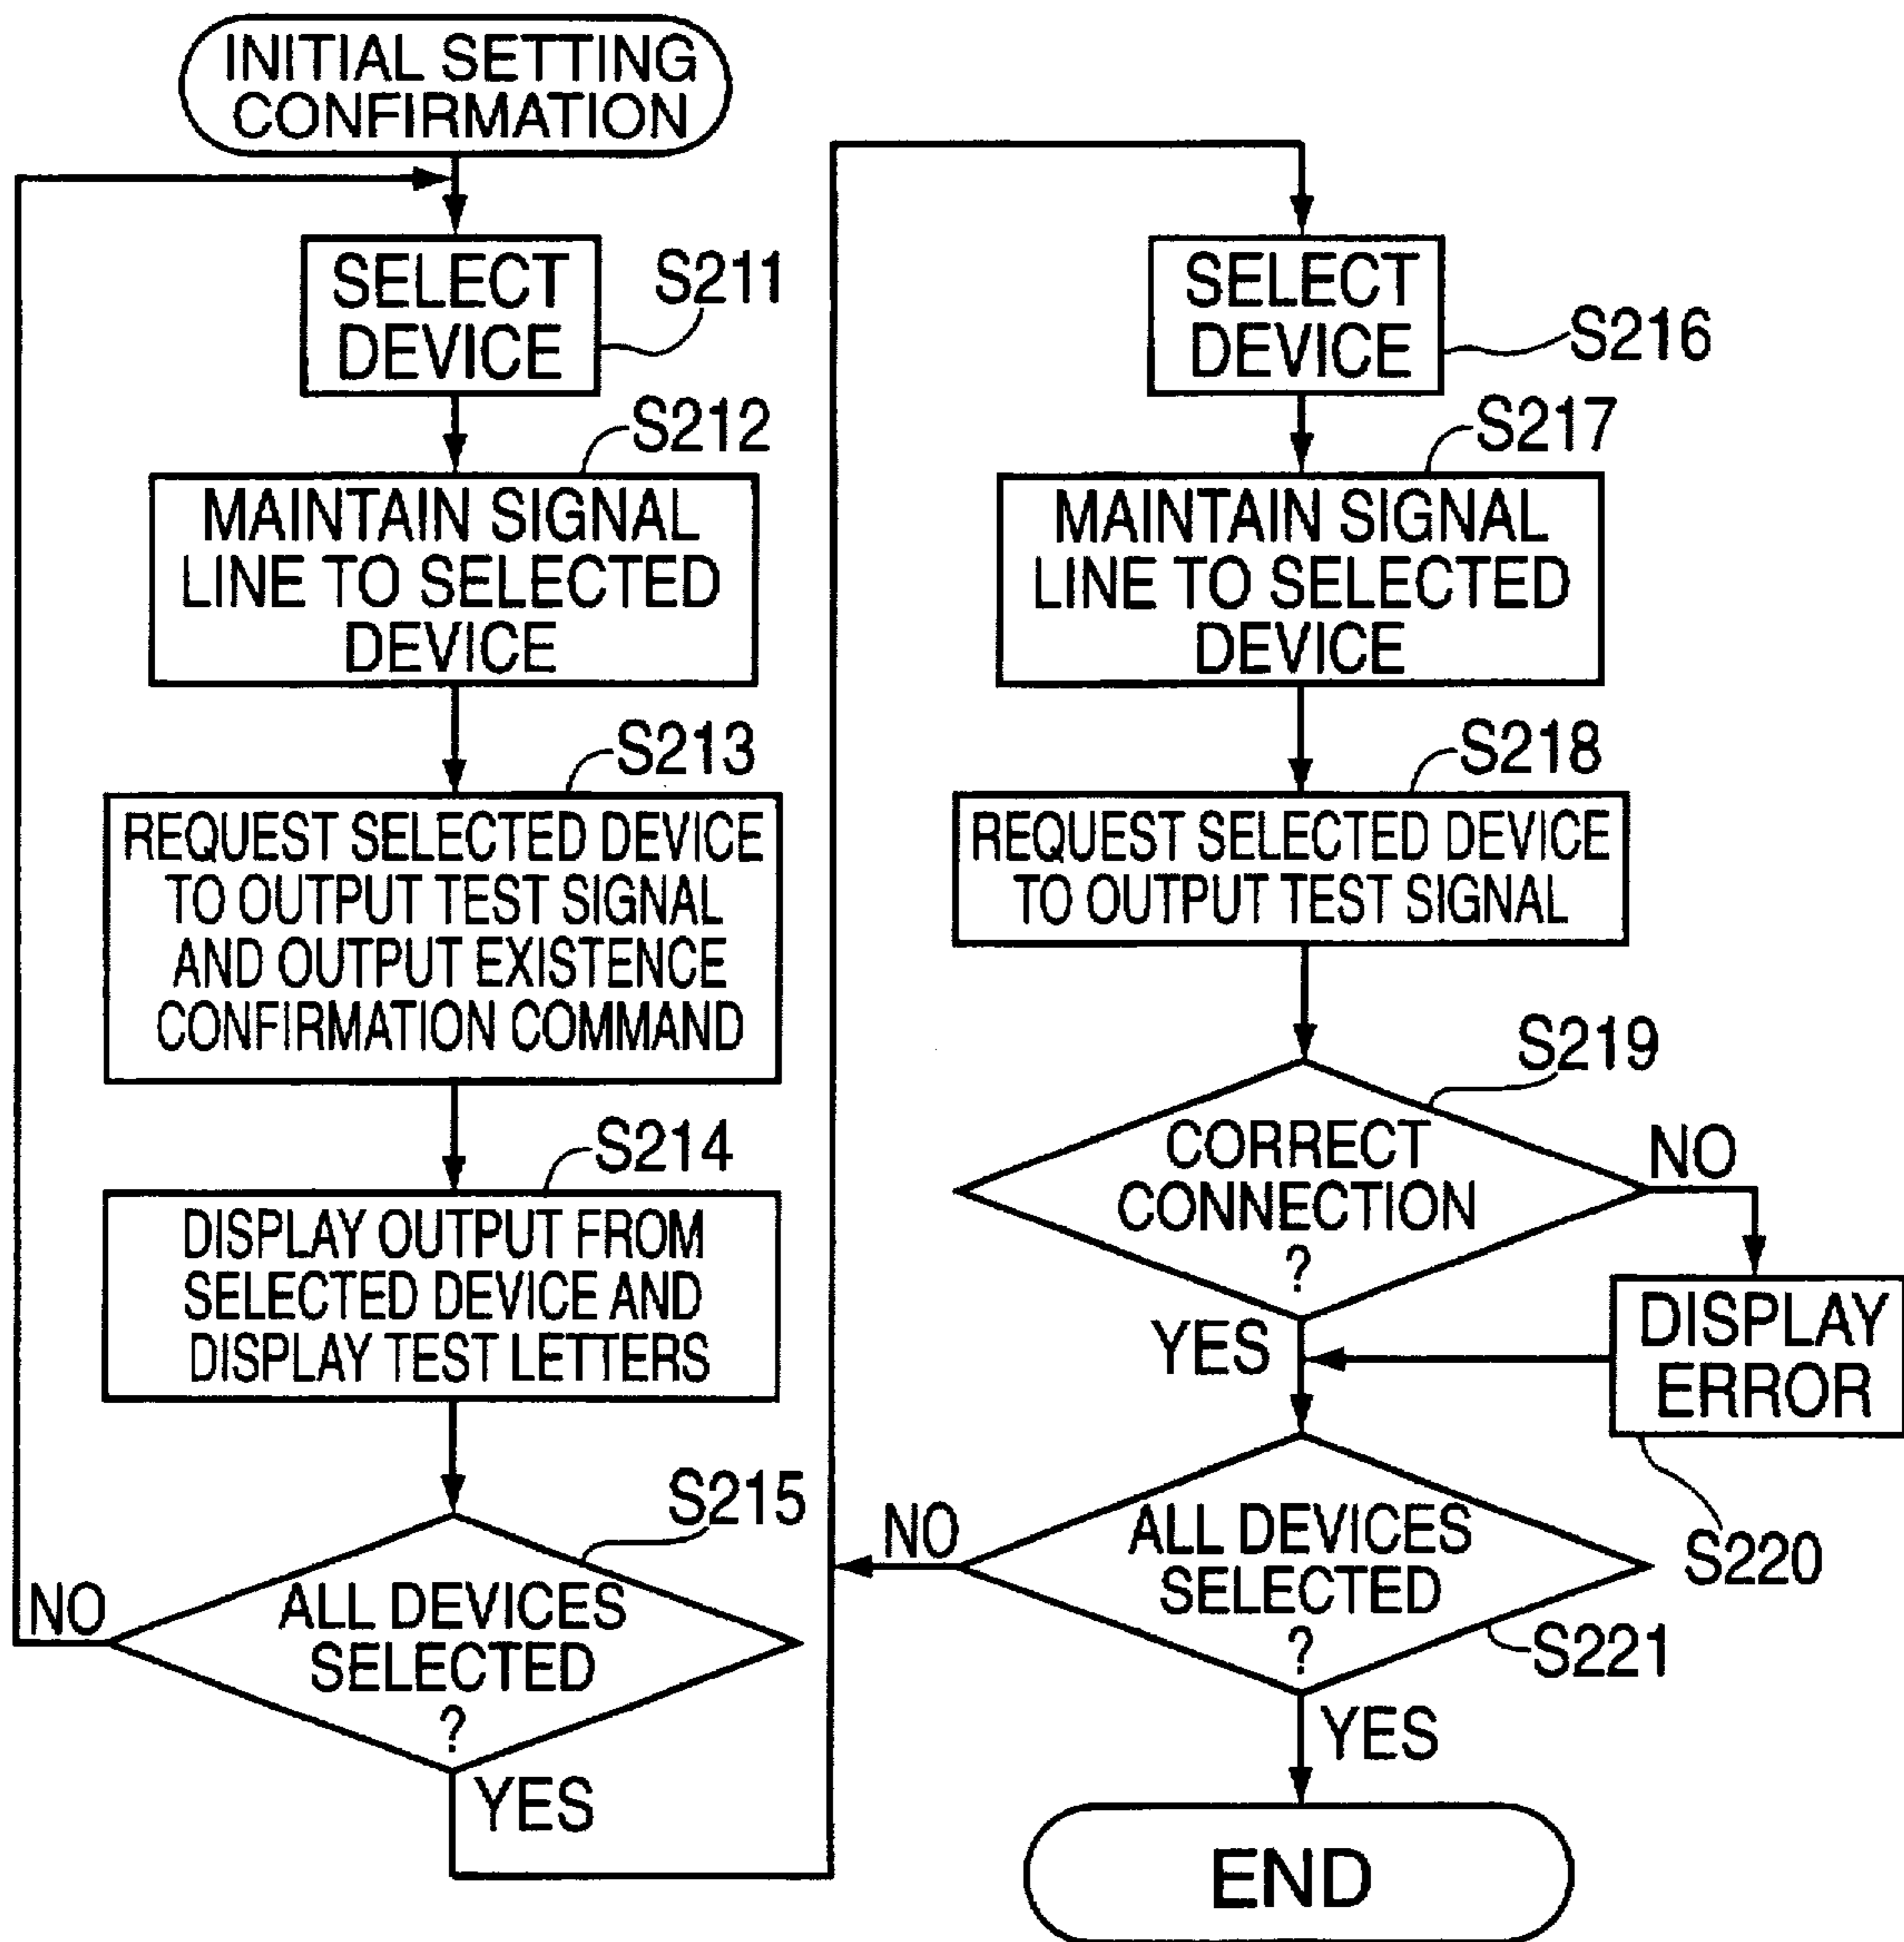 INITIAL SETTING
CONFIRMATION
SELECT
DEVICE
S211
S212
MAINTAIN SIGNAL
LINE TO SELECTED
DEVICE
S213
REQUEST SELECTED DEVICE
TO OUTPUT TEST SIGNAL
AND OUTPUT EXISTENCE
CONFIRMATION COMMAND
S214
DISPLAY OUTPUT FROM
SELECTED DEVICE AND
DISPLAY TEST LETTERS
S215
NO
ALL DEVICES
SELECTED
?
YES
SELECT
DEVICE
S216
S217
MAINTAIN SIGNAL
LINE TO SELECTED
DEVICE
S218
REQUEST SELECTED DEVICE
TO OUTPUT TEST SIGNAL
S219
CORRECT
CONNECTION
?
NO
YES
DISPLAY
ERROR
S220
NO
ALL DEVICES
SELECTED
?
S221
YES
END